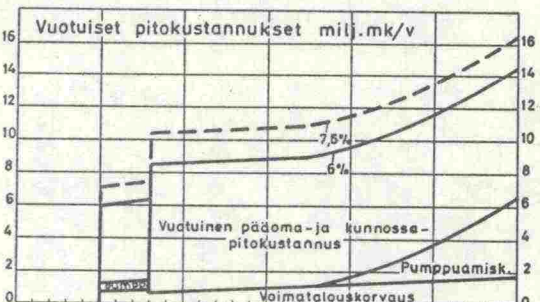 Vuotuiset pitokustannukset milj.mk/v
16 16
14 14
12 12
10 10
7,5%
8 6% 8
6 6
Vuotuinen pääoma-ja kunnossa-
pitokustannus
4 4
2 Pumppuamisk. 2
pumpp
0 Voimatalouskorvaus 0